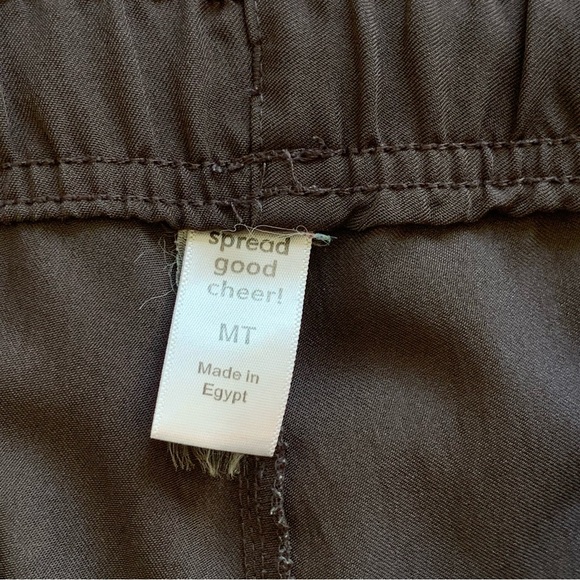 spread
good
cheer!
MT
Made in
Egypt